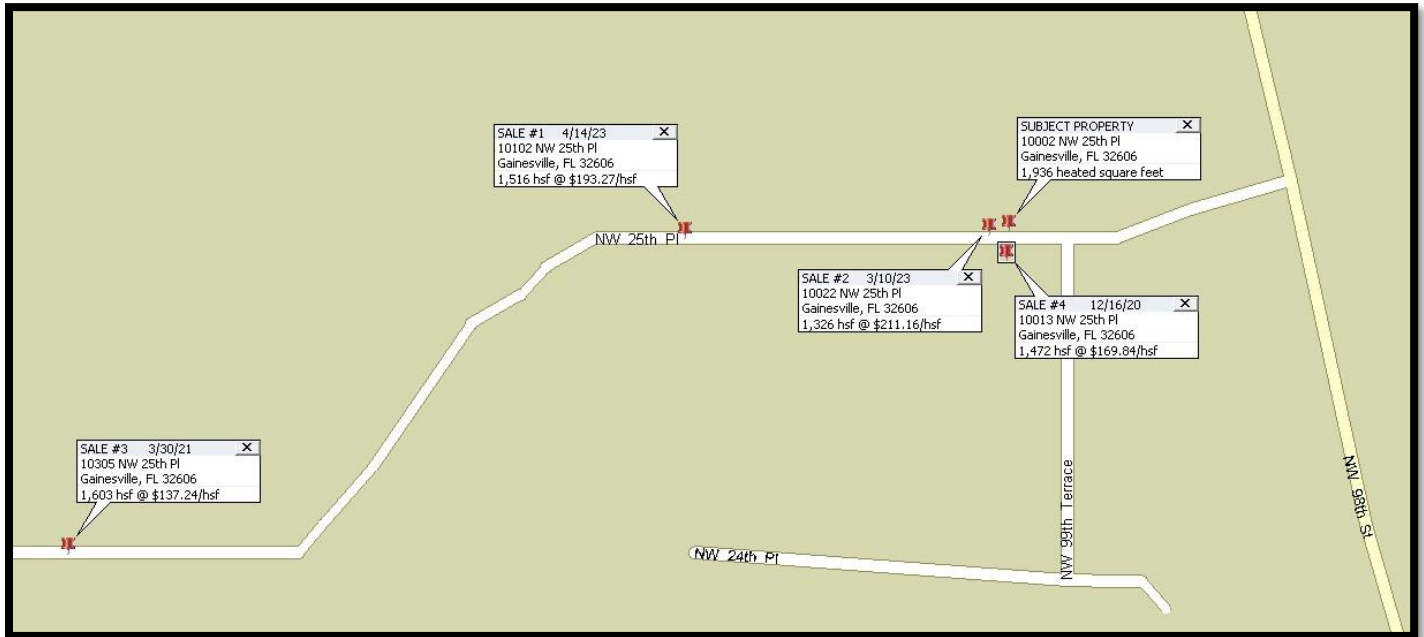 SALE #1 4/14/23
10102 NW 25th Pl
Gainesville, FL 32606
1,516 hsf @ $193.27/hsf
SUBJECT PROPERTY
10002 NW 25th Pl
Gainesville, FL 32606
1,936 heated square feet
NW 25th Pl
SALE #2 3/10/23
10022 NW 25th Pl
Gainesville, FL 32606
1,326 hsf @ $211.16/hsf
SALE #4 12/16/20
10013 NW 25th Pl
Gainesville, FL 32606
1,472 hsf @ $169.84/hsf
SALE #3 3/30/21
10305 NW 25th Pl
Gainesville, FL 32606
1,603 hsf @ $137.24/hsf
NW 99th Terrace
NW 98th St
NW 24th Pl